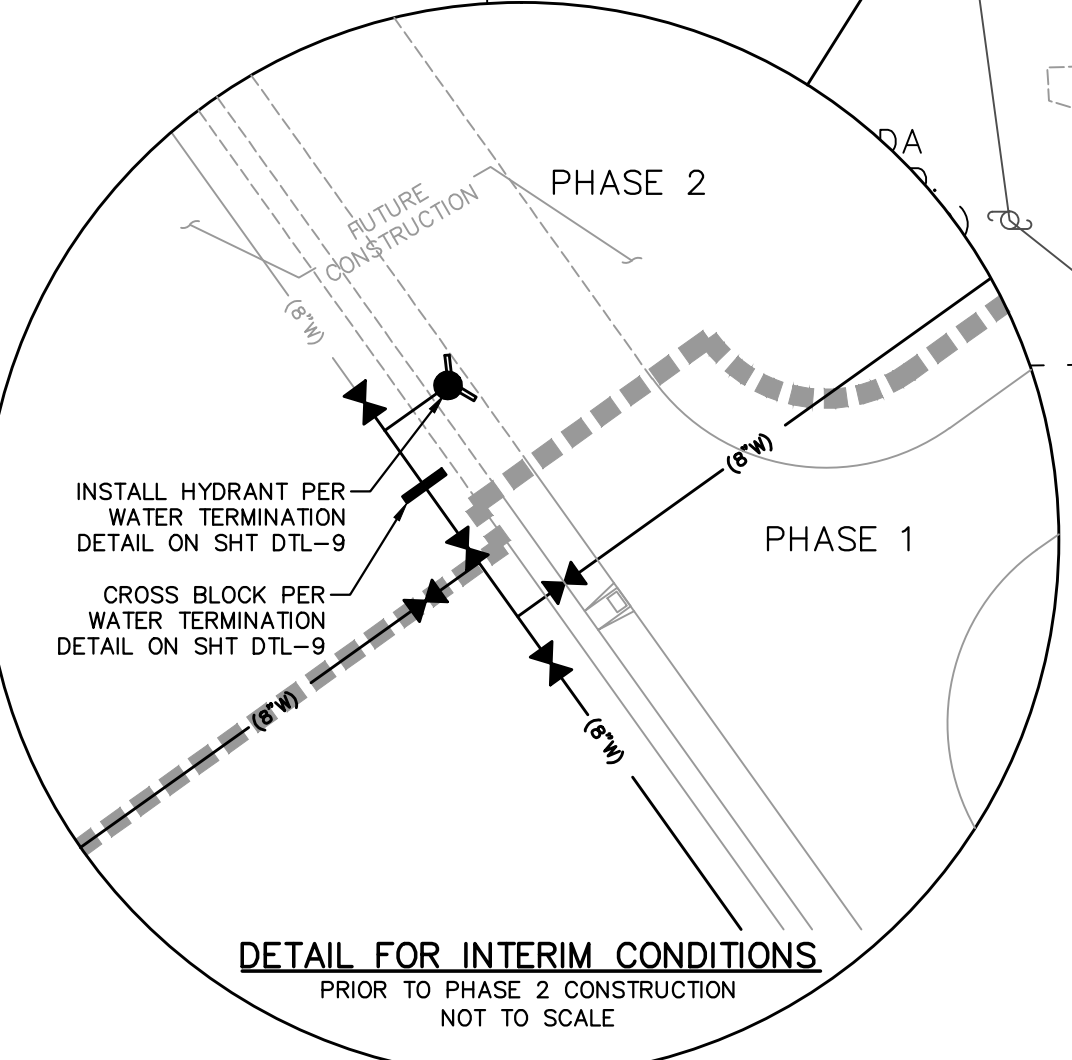 PHASE 2
DA
D.
)
FUTURE
CONSTRUCTION
(8"W)
(8"W)
INSTALL HYDRANT PER
WATER TERMINATION
DETAIL ON SHT DTL-9
PHASE 1
CROSS BLOCK PER
WATER TERMINATION
DETAIL ON SHT DTL-9
(8"W)
(8"W)
DETAIL FOR INTERIM CONDITIONS
PRIOR TO PHASE 2 CONSTRUCTION
NOT TO SCALE